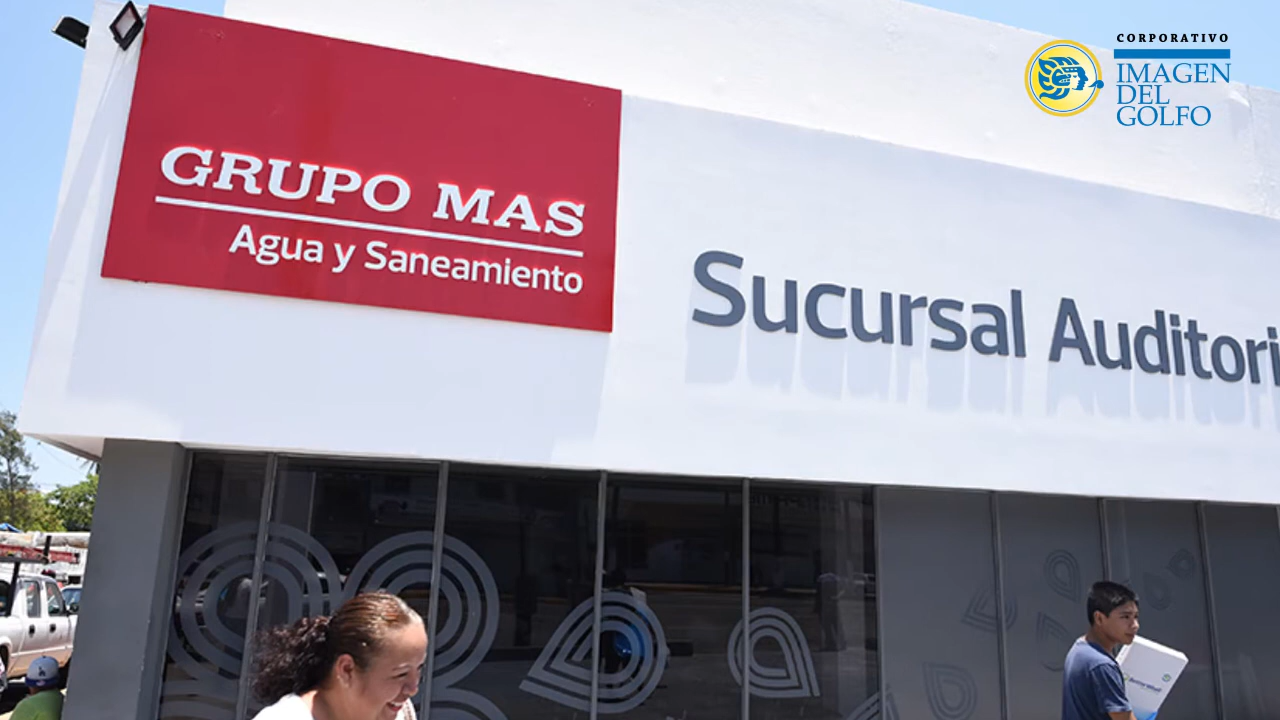 CORPORATIVO
IMAGEN
DEL
GOLFO
GRUPO MAS
Agua y Saneamiento
Sucursal Auditori